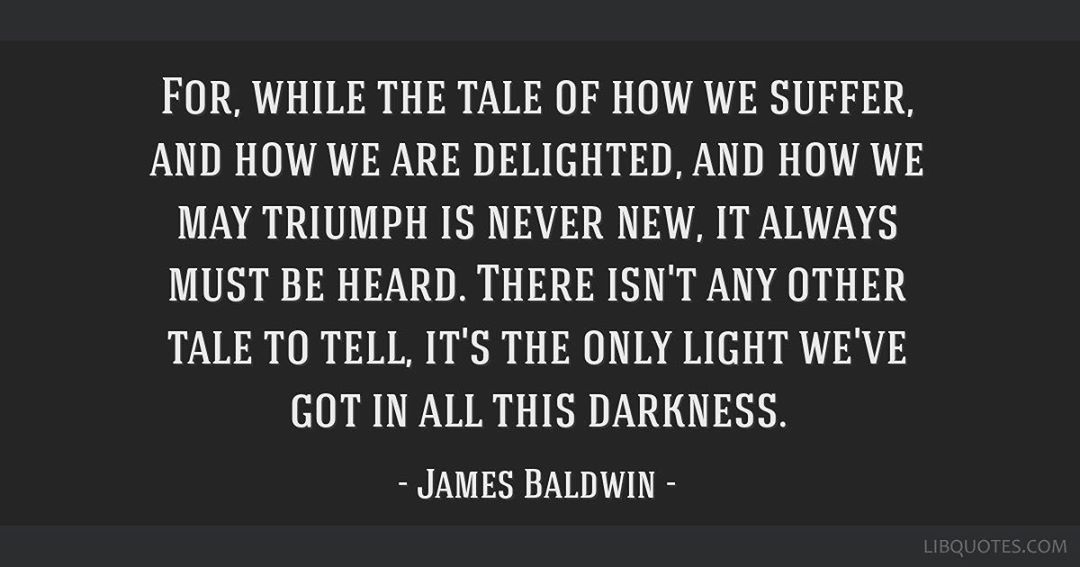 For, while the tale of how we suffer,
and how we are delighted, and how we
may triumph is never new, it always
must be heard. There isn't any other
tale to tell, it's the only light we've
got in all this darkness.
- James Baldwin -
LIBQUOTES.COM